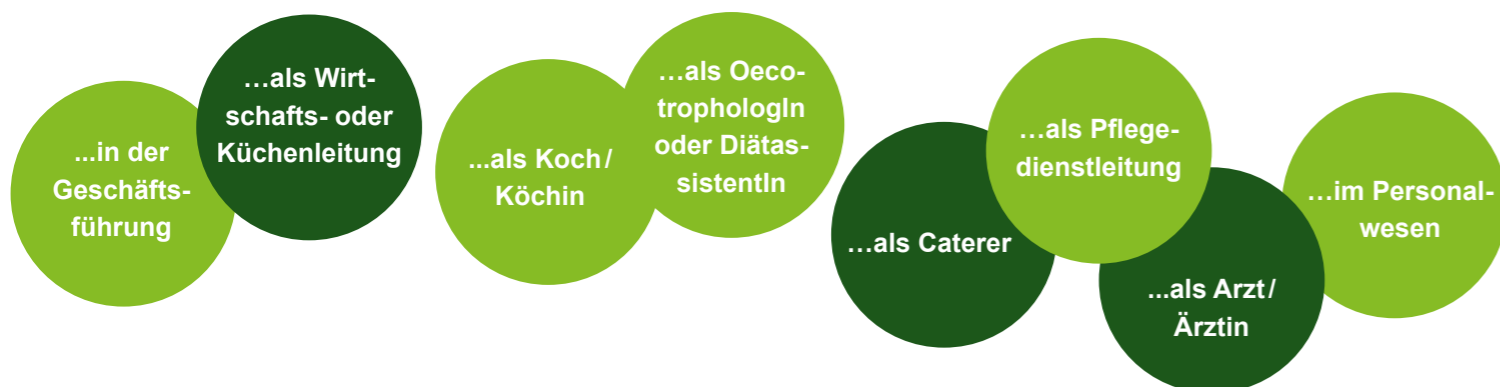 ...in der
Geschäfts-
führung
…als Wirt-
schafts- oder
Küchenleitung
...als Koch/
Köchin
…als Oeco-
trophologIn
oder Diätas-
sistentIn
…als Caterer
…als Pflege-
dienstleitung
...als Arzt/
Ärztin
…im Personal-
wesen